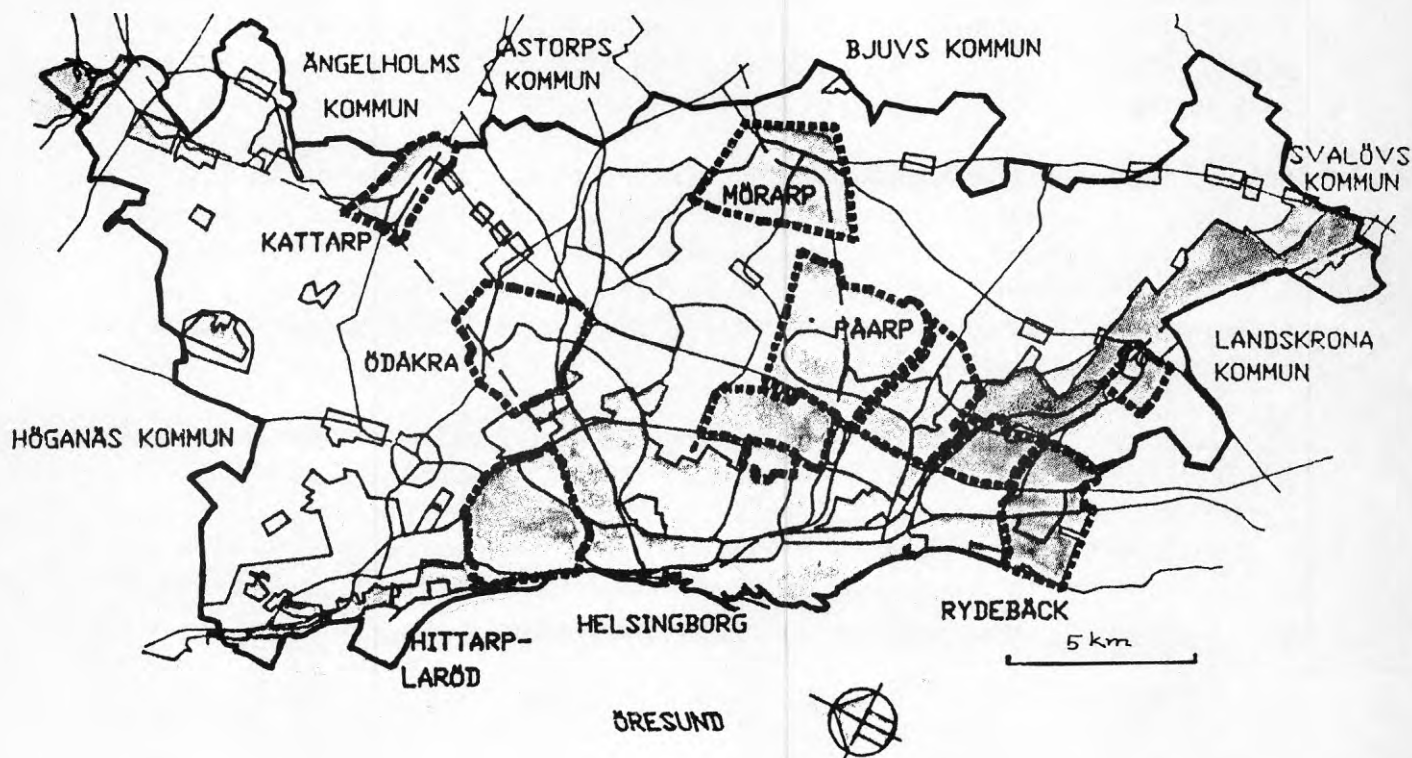 ÄNGELHOLMS
KOMMUN
ÅSTORPS
KOMMUN
BJUVS KOMMUN
SVALÖVS
KOMMUN
MÖRARP
KATTARP
PÅARP
ÖDÅKRA
LANDSKRONA
KOMMUN
HÖGANÄS KOMMUN
HITTARP-
LARÖD
HELSINGBORG
RYDEBÄCK
5 km
ÖRESUND